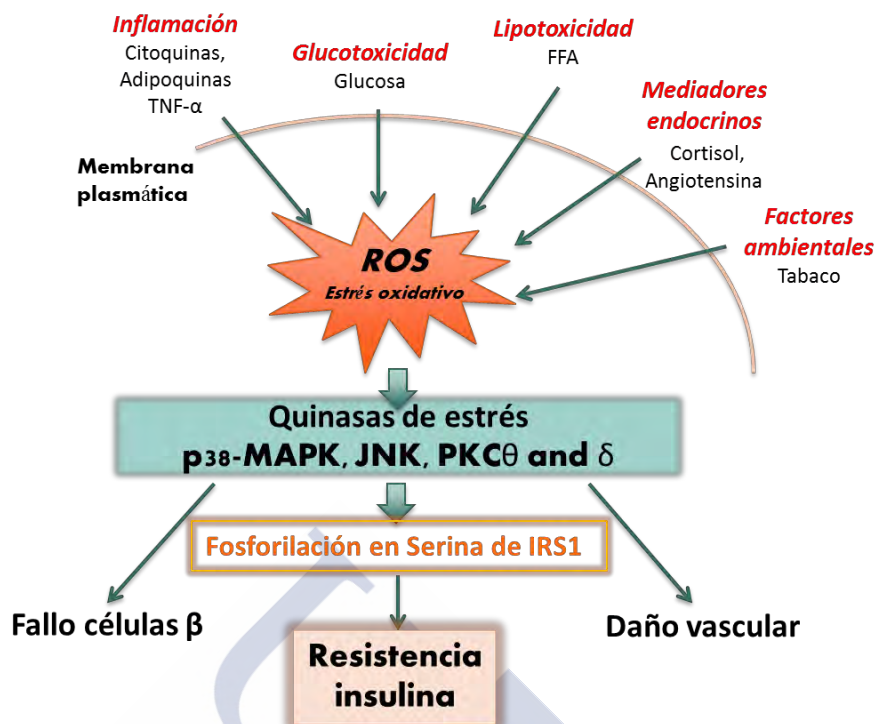 Inflamación
Citoquinas,
Adipoquinas
TNF-α
Glucotoxicidad
Glucosa
Lipotoxicidad
FFA
Mediadores
endocrinos
Cortisol,
Angiotensina
Factores
ambientales
Tabaco
Membrana
plasmática
ROS
Estrés oxidativo
Quinasas de estrés
p38-MAPK, JNK, PKCθ and δ
Fosforilación en Serina de IRS1
Fallo células β
Resistencia
insulina
Daño vascular